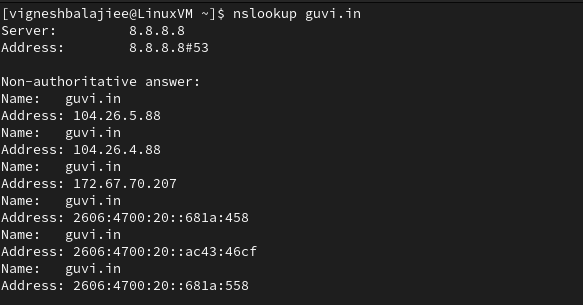 [vigneshbalajiee@LinuxVM ~]$ nslookup guvi.in
Server:         8.8.8.8
Address:        8.8.8.8#53

Non-authoritative answer:
Name:   guvi.in
Address: 104.26.5.88
Name:   guvi.in
Address: 104.26.4.88
Name:   guvi.in
Address: 172.67.70.207
Name:   guvi.in
Address: 2606:4700:20::681a:458
Name:   guvi.in
Address: 2606:4700:20::ac43:46cf
Name:   guvi.in
Address: 2606:4700:20::681a:558